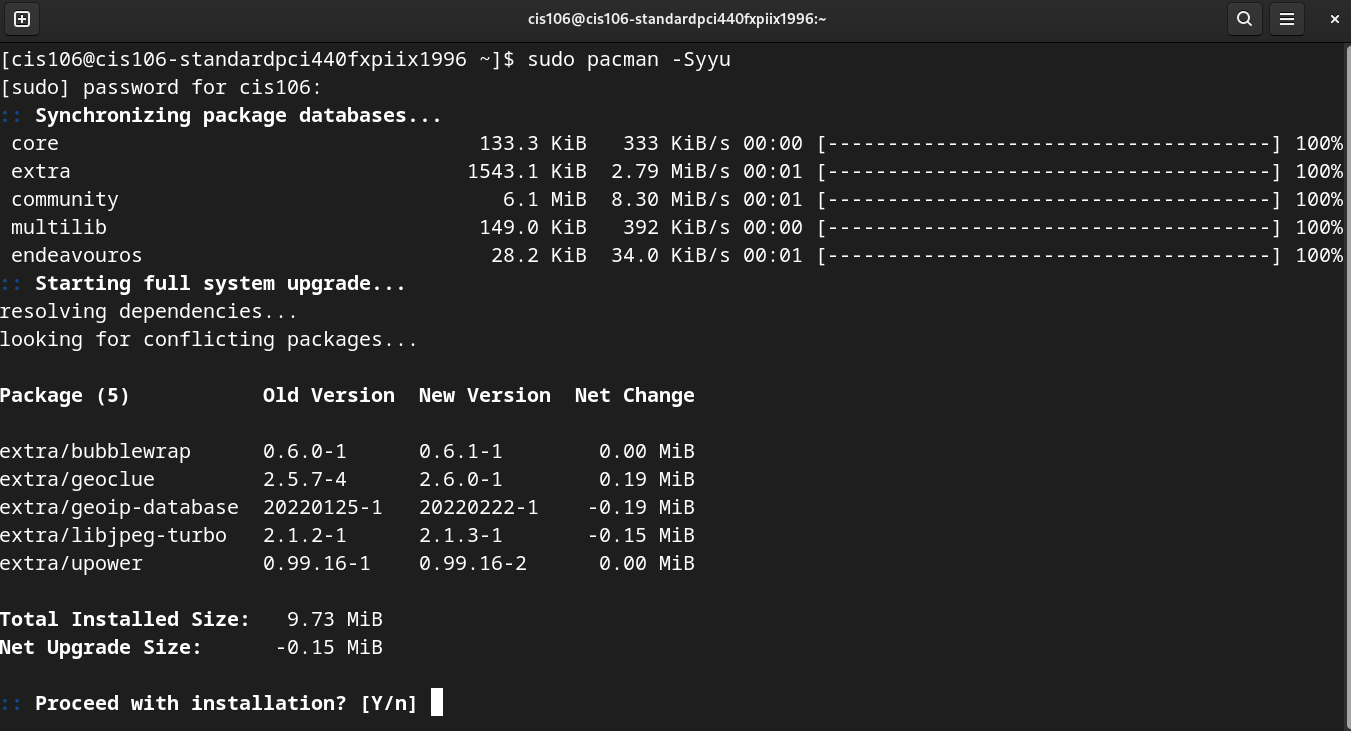 cis106@cis106-standardpci440fxpiix1996:~
[cis106@cis106-standardpci440fxpiix1996 ~]$ sudo pacman -Syyu
[sudo] password for cis106:
:: Synchronizing package databases...
core 133.3 KiB 333 KiB/s 00:00 [-------------------------------------] 100%
extra 1543.1 KiB 2.79 MiB/s 00:01 [-------------------------------------] 100%
community 6.1 MiB 8.30 MiB/s 00:01 [-------------------------------------] 100%
multilib 149.0 KiB 392 KiB/s 00:00 [-------------------------------------] 100%
endeavouros 28.2 KiB 34.0 KiB/s 00:01 [-------------------------------------] 100%
:: Starting full system upgrade...
resolving dependencies...
looking for conflicting packages...
Package (5) Old Version New Version Net Change
extra/bubblewrap 0.6.0-1 0.6.1-1 0.00 MiB
extra/geoclue 2.5.7-4 2.6.0-1 0.19 MiB
extra/geoip-database 20220125-1 20220222-1 -0.19 MiB
extra/libjpeg-turbo 2.1.2-1 2.1.3-1 -0.15 MiB
extra/upower 0.99.16-1 0.99.16-2 0.00 MiB
Total Installed Size: 9.73 MiB
Net Upgrade Size: -0.15 MiB
:: Proceed with installation? [Y/n]